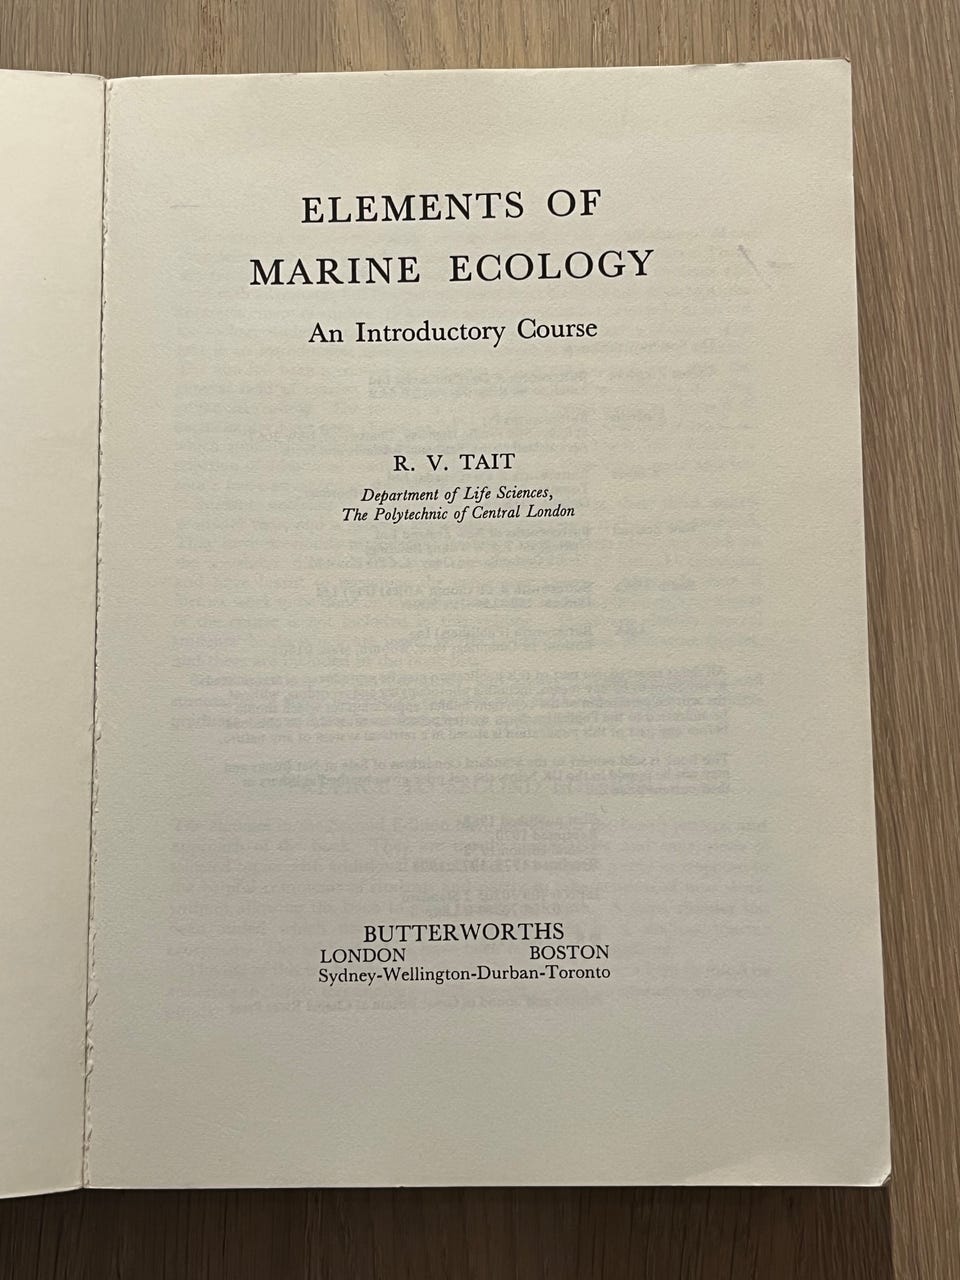 ELEMENTS OF
MARINE ECOLOGY
An Introductory Course
R. V. TAIT
Department of Life Sciences,
The Polytechnic of Central London
BUTTERWORTHS
LONDON BOSTON
Sydney-Wellington-Durban-Toronto